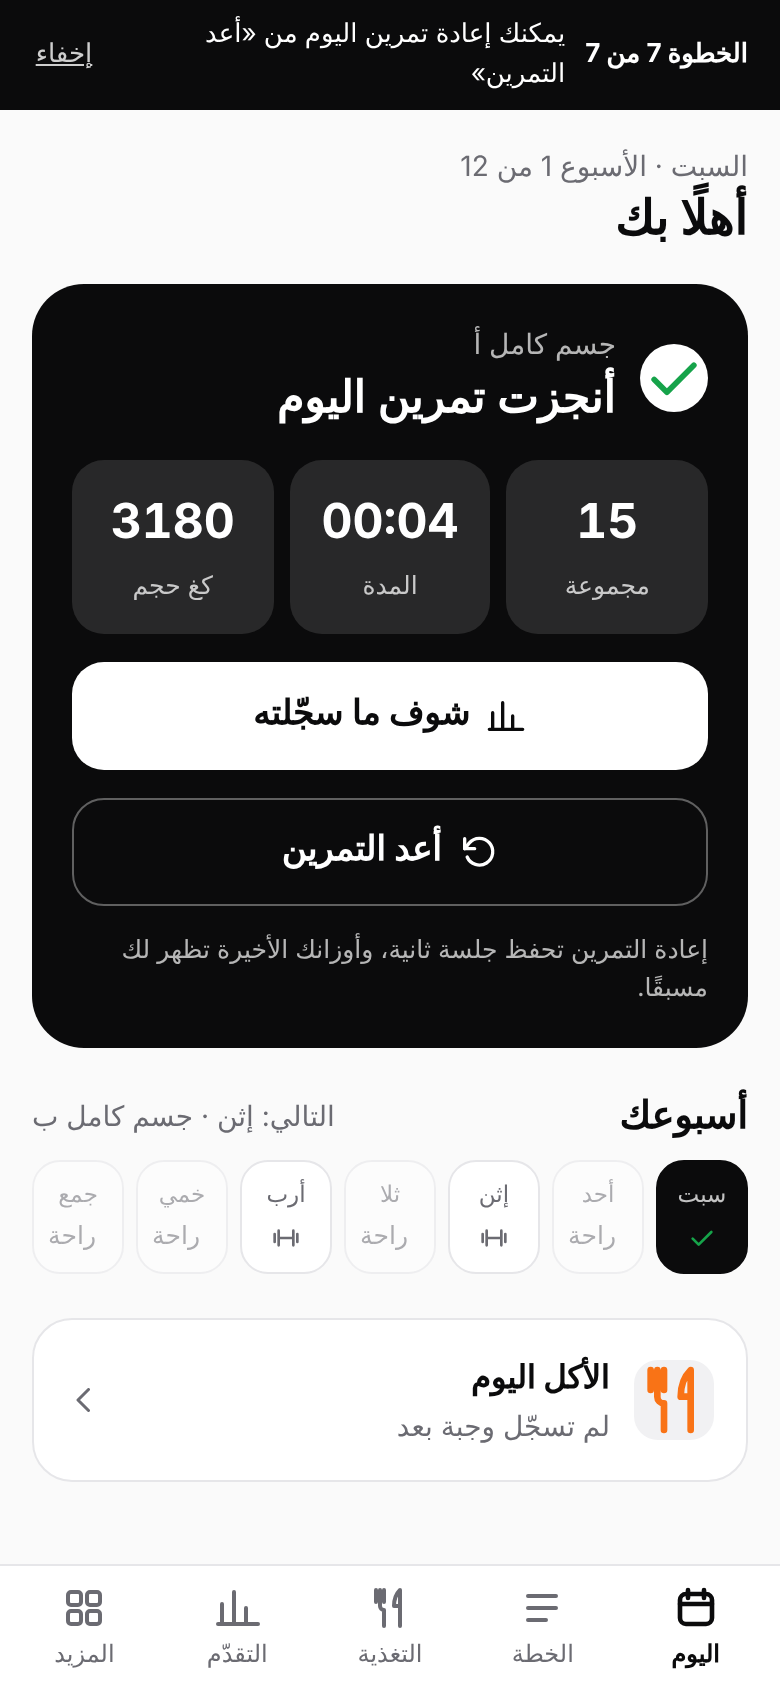 الخطوة 7 من 7
يمكنك إعادة تمرين اليوم من «أعد
التمرين»
إخفاء
السبت · الأسبوع 1 من 12
أهلًا بك
جسم كامل أ
أنجزت تمرين اليوم
15
مجموعة
00:04
المدة
3180
كغ حجم
شوف ما سجّلته
أعد التمرين
إعادة التمرين تحفظ جلسة ثانية، وأوزانك الأخيرة تظهر لك
مسبقًا.
أسبوعك
التالي: إثن · جسم كامل ب
سبت
أحد
راحة
إثن
ثلا
راحة
أرب
خمي
راحة
جمع
راحة
الأكل اليوم
لم تسجّل وجبة بعد
اليوم
الخطة
التغذية
التقدّم
المزيد